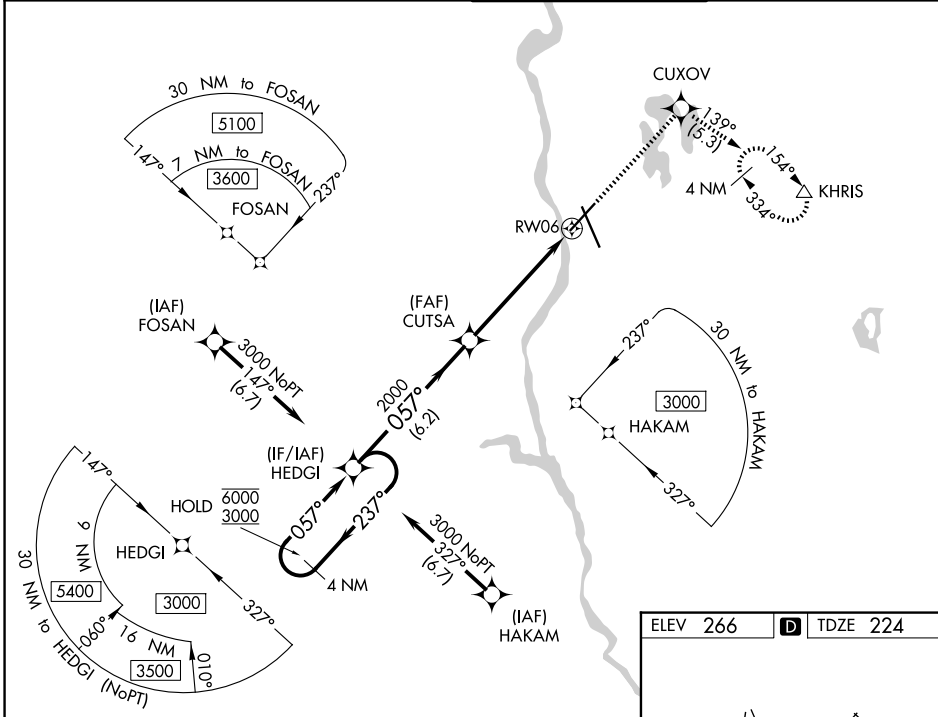 30 NM to FOSAN
5100
7 NM to FOSAN
3600
147°
237°
FOSAN
CUXOV
139°
(5.3)
154°
4 NM
334°
KHRIS
RW06
(FAF)
CUTSA
(IAF)
FOSAN
3000 NoPT
147°
(6.7)
2000
057°
(6.2)
(IF/IAF)
HEDGI
HOLD
6000
3000
057°
237°
4 NM
237°
30 NM to HAKAM
3000
HAKAM
327°
3000 NoPT
327°
(6.7)
(IAF)
HAKAM
147°
HEDGI
9 NM
5400
3000
060°
16 NM
3500
010°
327°
30 NM to HEDGI (NoPT)
ELEV 266 D TDZE 224